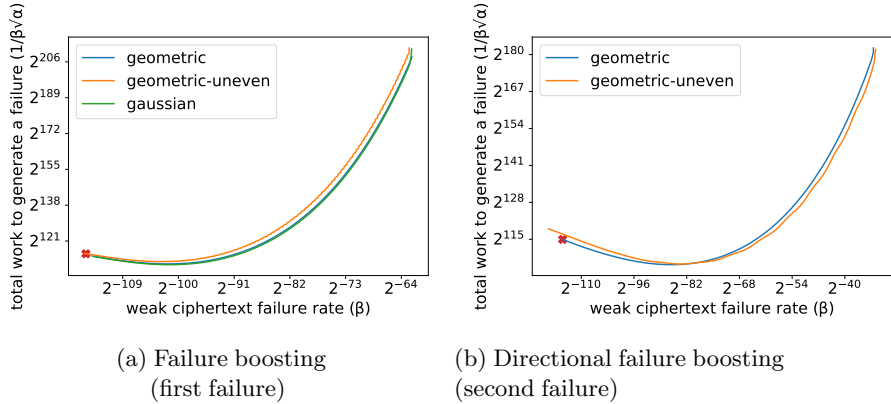 total work to generate a failure (1/β√α)
2^206
2^189
2^172
2^155
2^138
2^121
geometric
geometric-uneven
gaussian
2^-109 2^-100 2^-91 2^-82 2^-73 2^-64
weak ciphertext failure rate (β)
(a) Failure boosting
(first failure)
total work to generate a failure (1/β√α)
2^180
2^167
2^154
2^141
2^128
2^115
geometric
geometric-uneven
2^-110 2^-96 2^-82 2^-68 2^-54 2^-40
weak ciphertext failure rate (β)
(b) Directional failure boosting
(second failure)